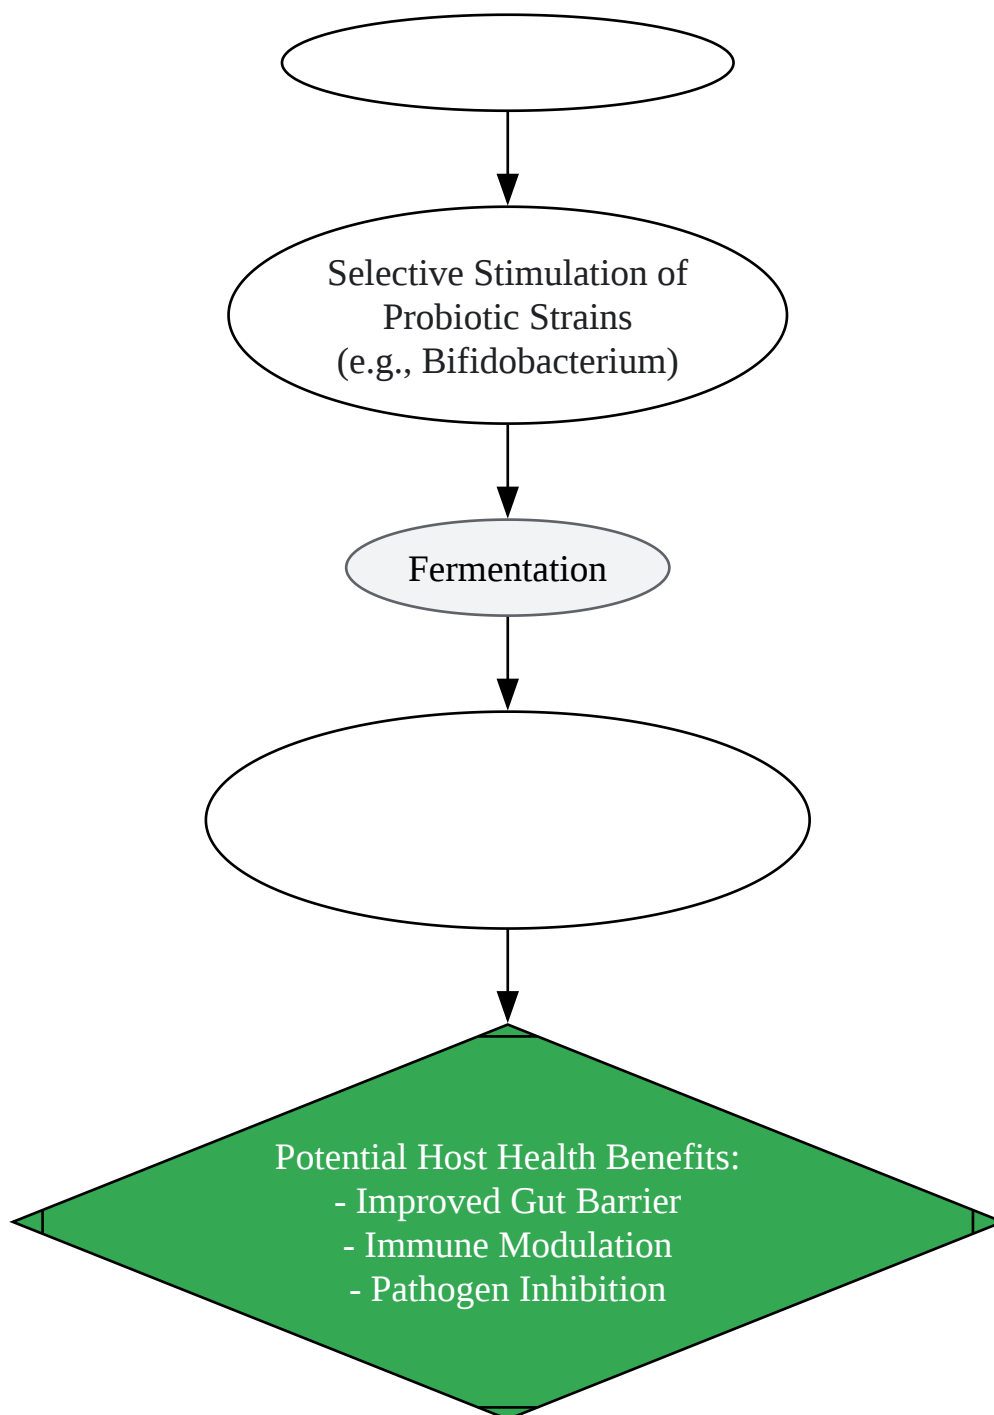 Selective Stimulation of
Probiotic Strains
(e.g., Bifidobacterium)
Fermentation
Potential Host Health Benefits:
- Improved Gut Barrier
- Immune Modulation
- Pathogen Inhibition